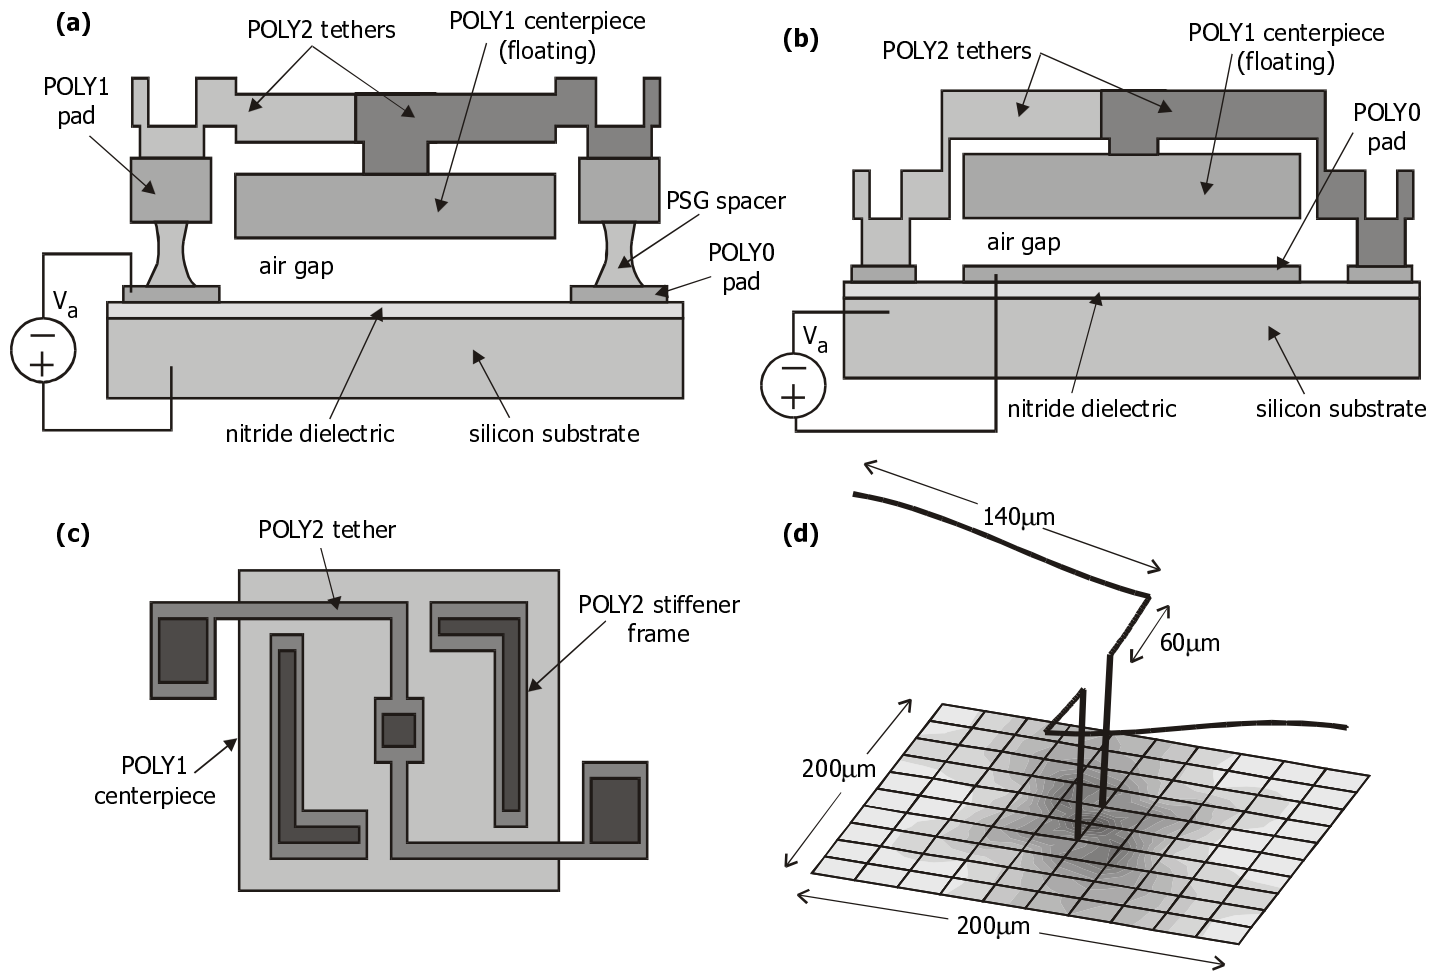 (a)
POLY2 tethers
POLY1 centerpiece
(floating)
POLY1
pad
PSG spacer
POLY0
pad
air gap
Va
−
+
nitride dielectric
silicon substrate
(b)
POLY2 tethers
POLY1 centerpiece
(floating)
POLY0
pad
air gap
Va
−
+
nitride dielectric
silicon substrate
(c)
POLY2 tether
POLY2 stiffener
frame
POLY1
centerpiece
(d)
140μm
60μm
200μm
200μm